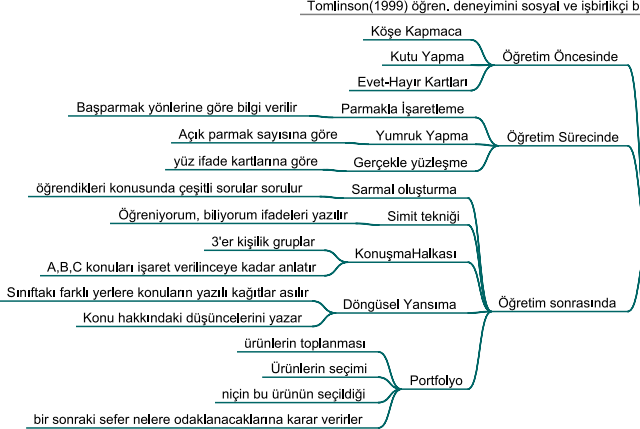 Tomlinson(1999) öğren. deneyimini sosyal ve işbirlikçi b
Köşe Kapmaca
Kutu Yapma
Evet-Hayır Kartları
Öğretim Öncesinde
Başparmak yönlerine göre bilgi verilir
Parmakla İşaretleme
Açık parmak sayısına göre
Yumruk Yapma
yüz ifade kartlarına göre
Gerçekle yüzleşme
Öğretim Sürecinde
öğrendikleri konusunda çeşitli sorular sorulur
Sarmal oluşturma
Öğreniyorum, biliyorum ifadeleri yazılır
Simit tekniği
3'er kişilik gruplar
A,B,C konuları işaret verilinceye kadar anlatır
KonuşmaHalkası
Sınıftaki farklı yerlere konuların yazılı kağıtlar asılır
Konu hakkındaki düşüncelerini yazar
Döngüsel Yansıma
Öğretim sonrasında
ürünlerin toplanması
Ürünlerin seçimi
niçin bu ürünün seçildiği
bir sonraki sefer nelere odaklanacaklarına karar verirler
Portfolyo